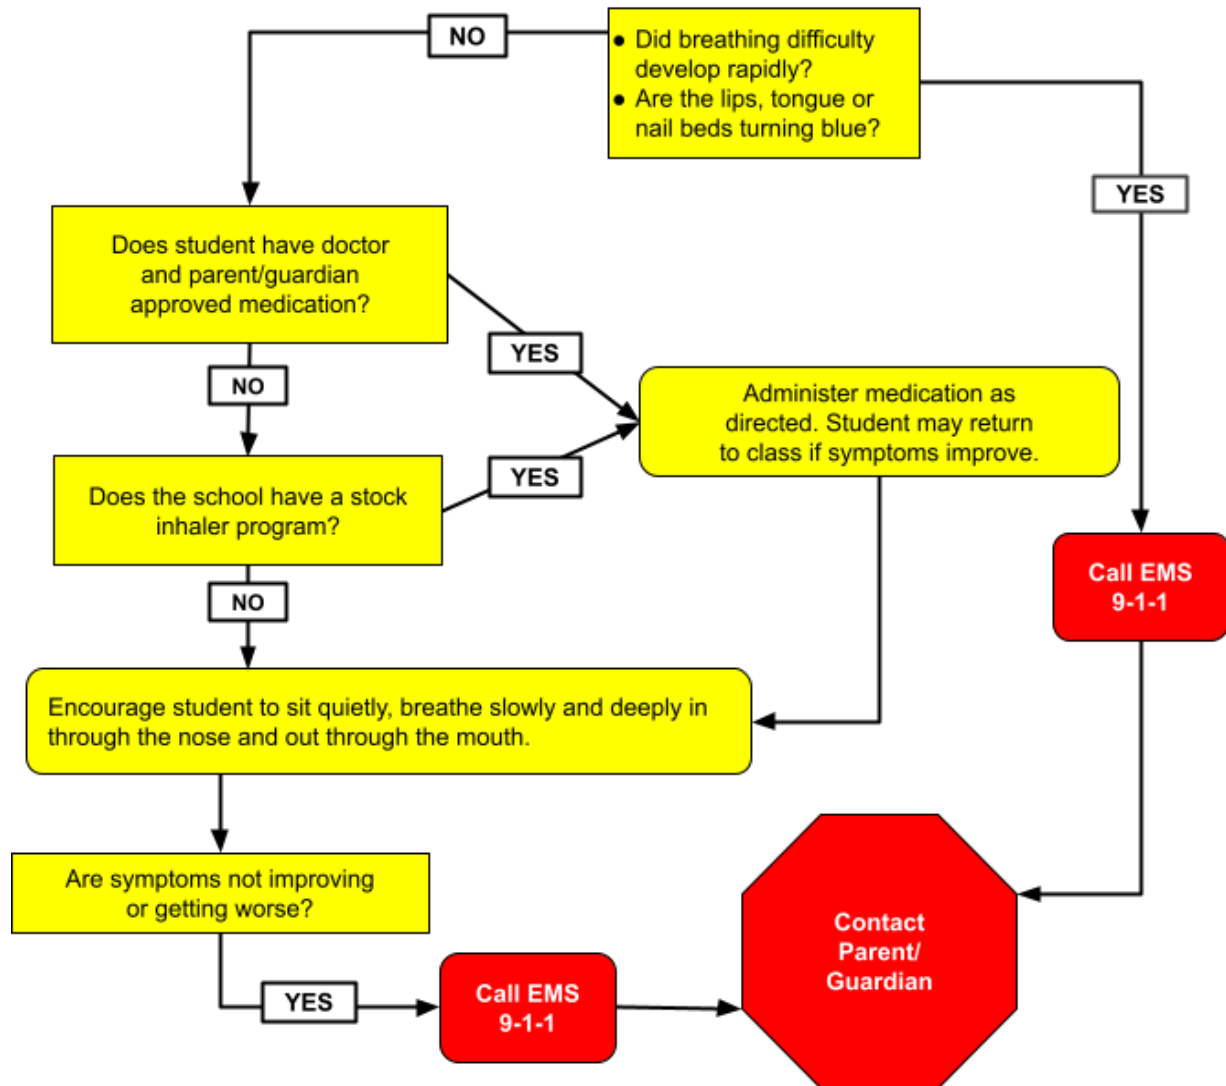 NO
● Did breathing difficulty
develop rapidly?
● Are the lips, tongue or
nail beds turning blue?
YES
Does student have doctor
and parent/guardian
approved medication?
YES
NO
Administer medication as
directed. Student may return
to class if symptoms improve.
Does the school have a stock
inhaler program?
YES
NO
Call EMS
9-1-1
Encourage student to sit quietly, breathe slowly and deeply in
through the nose and out through the mouth.
Are symptoms not improving
or getting worse?
YES
Call EMS
9-1-1
Contact
Parent/
Guardian